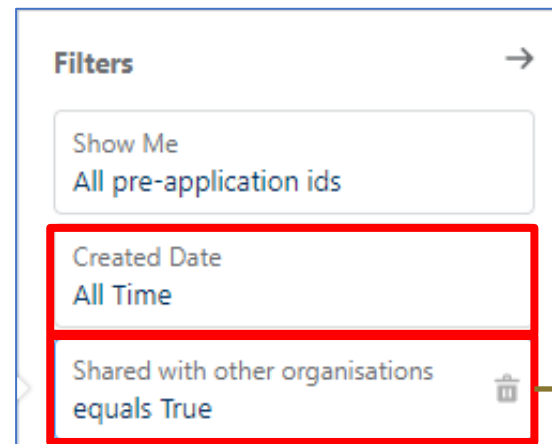 Filters
Show Me
All pre-application ids
Created Date
All Time
Shared with other organisations
equals True